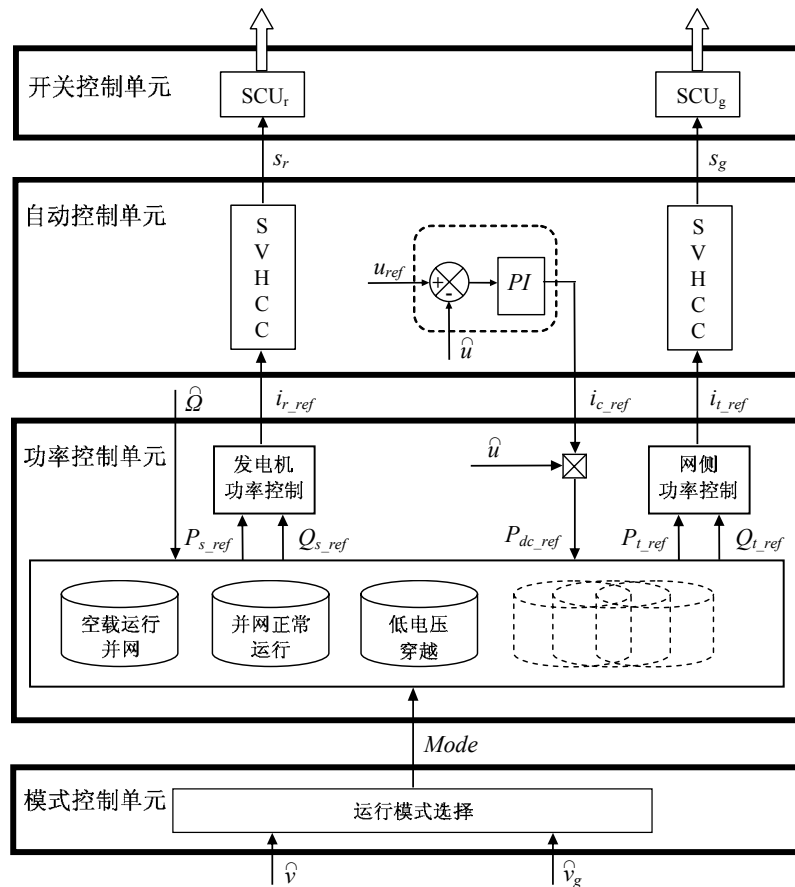 开关控制单元
SCUr
SCUg
sr
sg
自动控制单元
S
V
H
C
C
uref
+
-
PI
û
S
V
H
C
C
Ω̂
ir_ref
ic_ref
it_ref
功率控制单元
发电机
功率控制
û
网侧
功率控制
Ps_ref
Qs_ref
Pdc_ref
Pt_ref
Qt_ref
空载运行
并网
并网正常
运行
低电压
穿越
Mode
模式控制单元
运行模式选择
v̂
v̂g